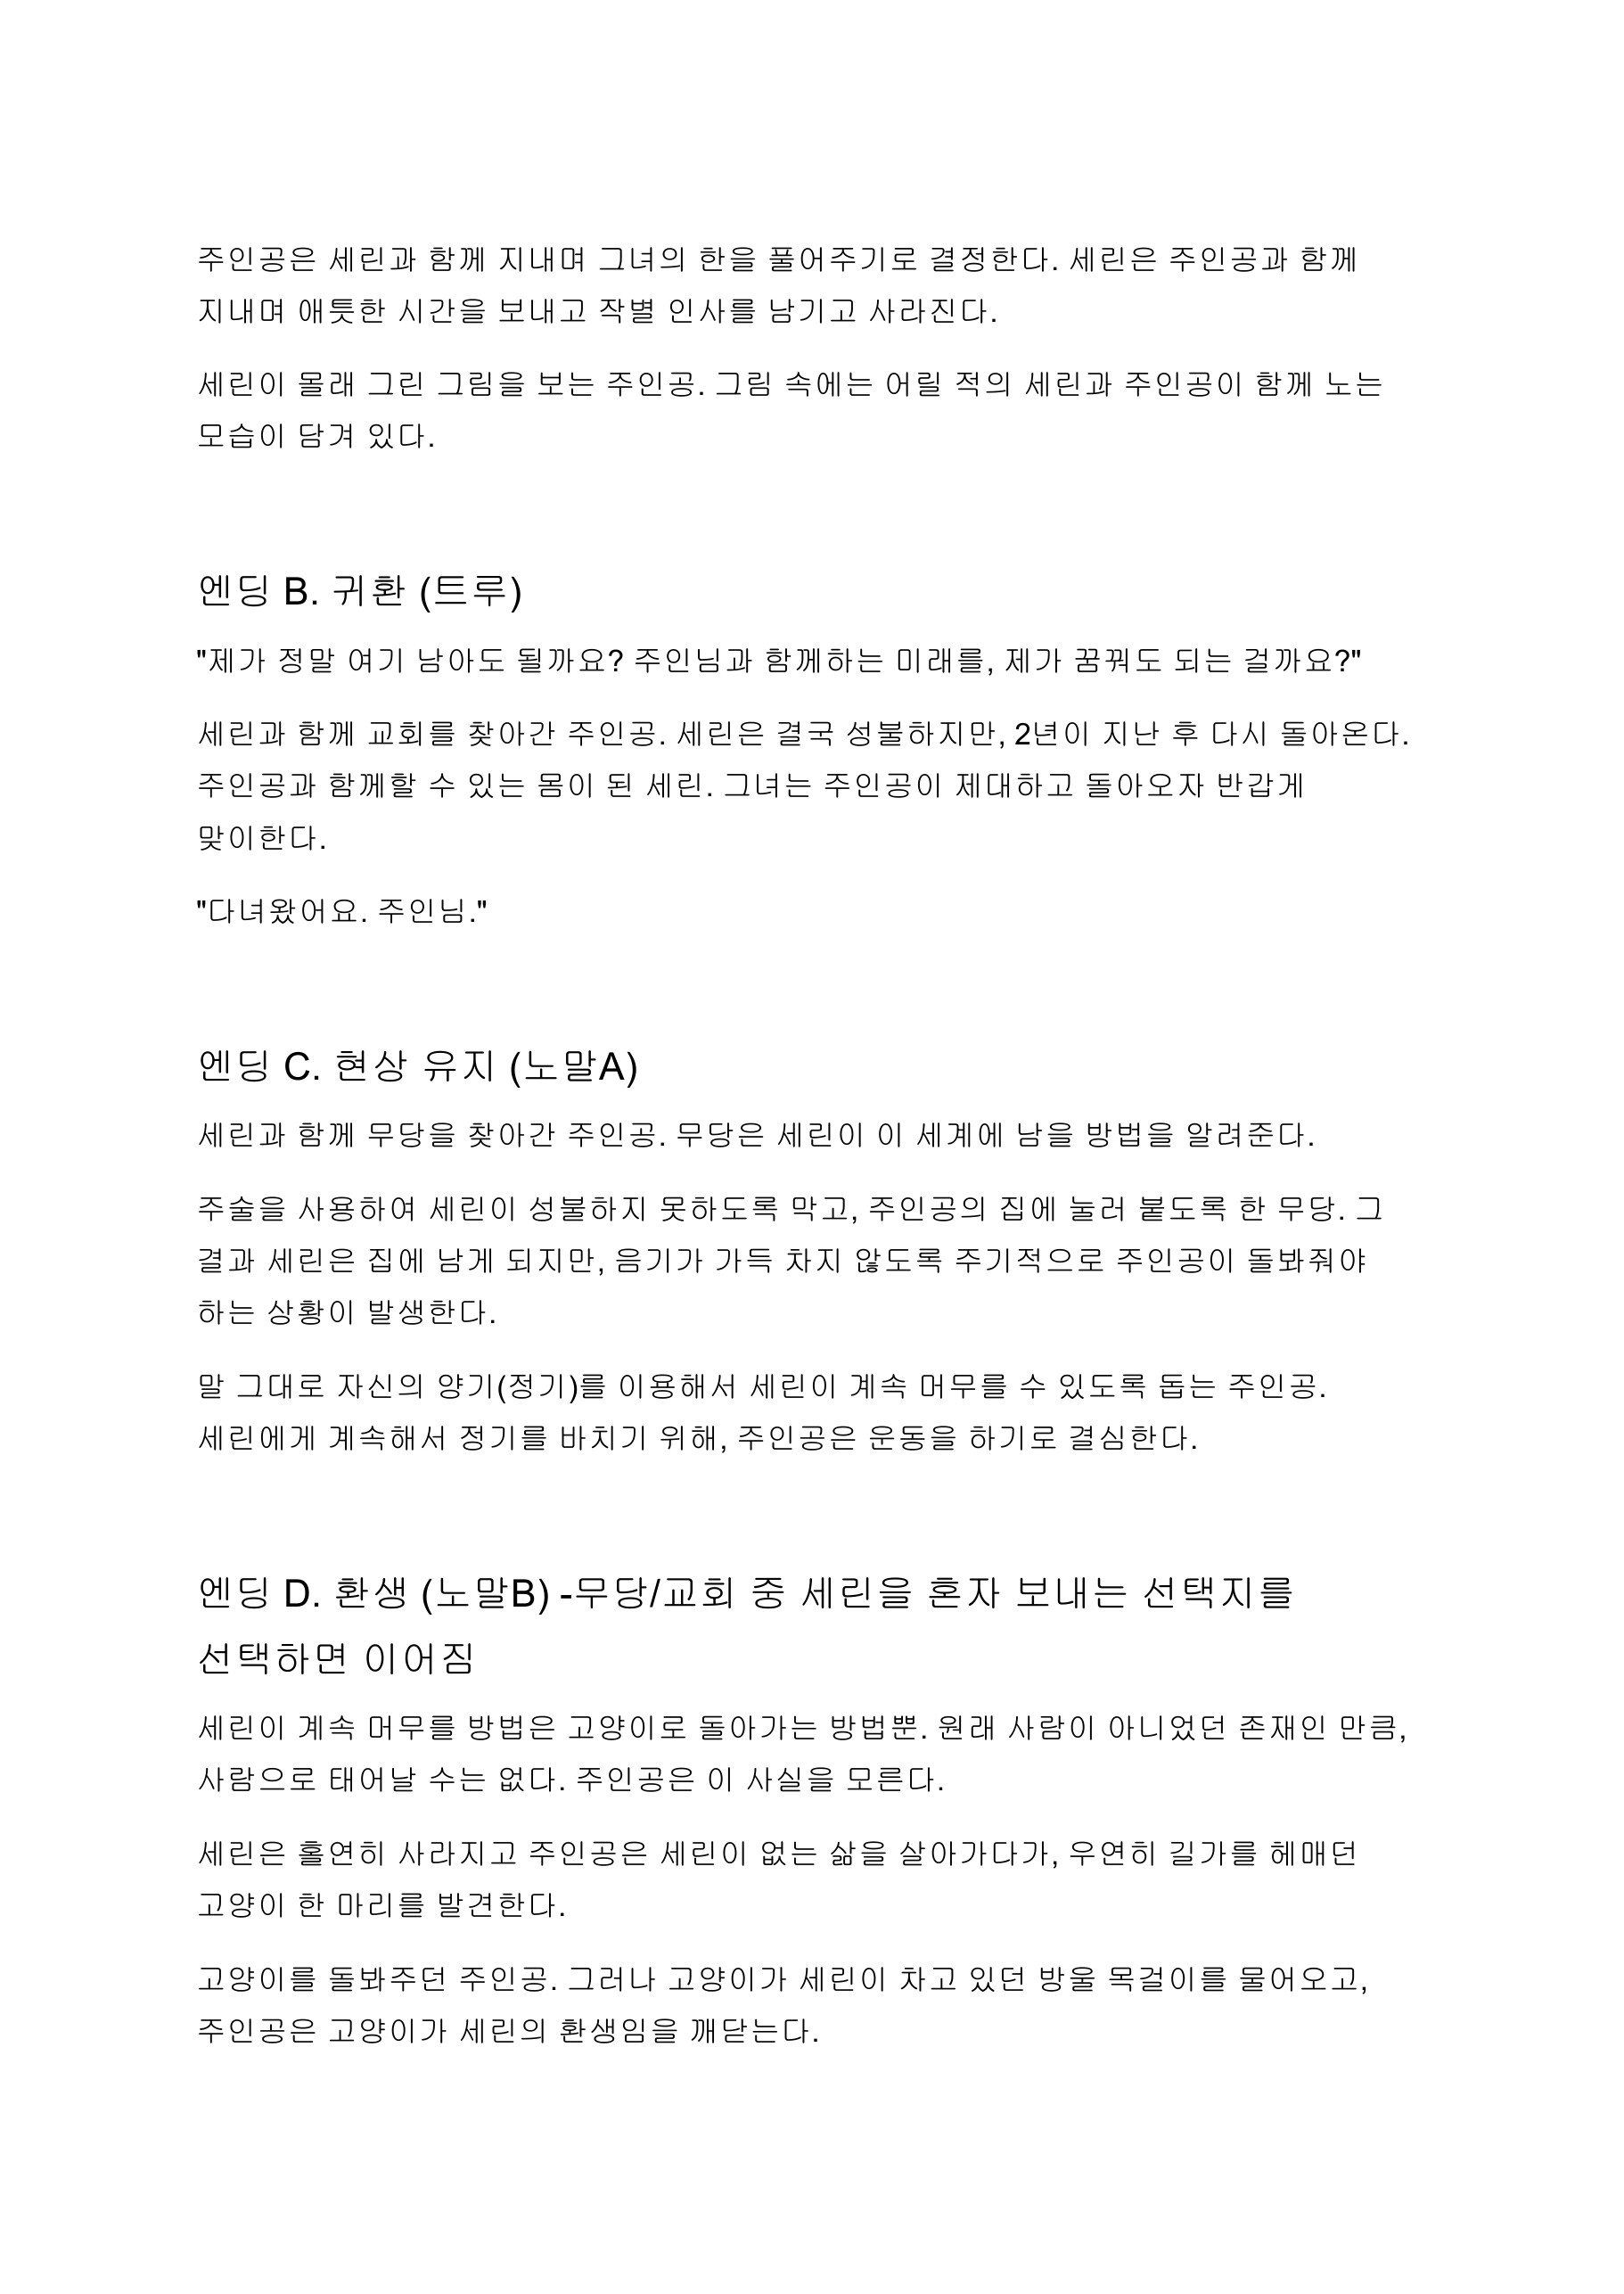 주인공은 세린과 함께 지내며 그녀의 한을 풀어주기로 결정한다. 세린은 주인공과 함께
지내며 애틋한 시간을 보내고 작별 인사를 남기고 사라진다.
세린이 몰래 그린 그림을 보는 주인공. 그림 속에는 어릴 적의 세린과 주인공이 함께 노는
모습이 담겨 있다.
엔딩 B. 귀환 (트루)
"제가 정말 여기 남아도 될까요? 주인님과 함께하는 미래를, 제가 꿈꿔도 되는 걸까요?"
세린과 함께 교회를 찾아간 주인공. 세린은 결국 성불하지만, 2년이 지난 후 다시 돌아온다.
주인공과 함께할 수 있는 몸이 된 세린. 그녀는 주인공이 제대하고 돌아오자 반갑게
맞이한다.
"다녀왔어요. 주인님."
엔딩 C. 현상 유지 (노말A)
세린과 함께 무당을 찾아간 주인공. 무당은 세린이 이 세계에 남을 방법을 알려준다.
주술을 사용하여 세린이 성불하지 못하도록 막고, 주인공의 집에 눌러 붙도록 한 무당. 그
결과 세린은 집에 남게 되지만, 음기가 가득 차지 않도록 주기적으로 주인공이 돌봐줘야
하는 상황이 발생한다.
말 그대로 자신의 양기(정기)를 이용해서 세린이 계속 머무를 수 있도록 돕는 주인공.
세린에게 계속해서 정기를 바치기 위해, 주인공은 운동을 하기로 결심한다.
엔딩 D. 환생 (노말B) -무당/교회 중 세린을 혼자 보내는 선택지를
선택하면 이어짐
세린이 계속 머무를 방법은 고양이로 돌아가는 방법뿐. 원래 사람이 아니었던 존재인 만큼,
사람으로 태어날 수는 없다. 주인공은 이 사실을 모른다.
세린은 홀연히 사라지고 주인공은 세린이 없는 삶을 살아가다가, 우연히 길가를 헤매던
고양이 한 마리를 발견한다.
고양이를 돌봐주던 주인공. 그러나 고양이가 세린이 차고 있던 방울 목걸이를 물어오고,
주인공은 고양이가 세린의 환생임을 깨닫는다.